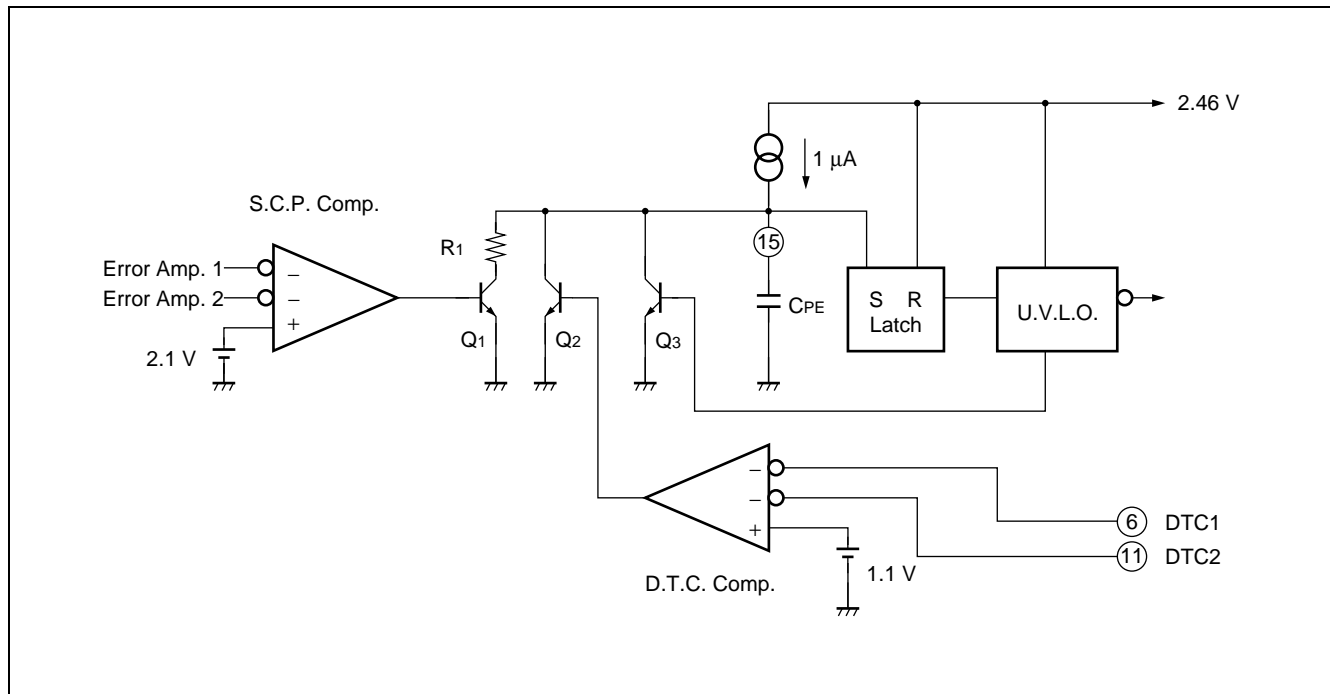 2.46 V
1 μA
S.C.P. Comp.
R1
15
Error Amp. 1
Error Amp. 2
−
−
+
S R
Latch
U.V.L.O.
CPE
Q1
Q2
Q3
2.1 V
−
−
+
6 DTC1
11 DTC2
1.1 V
D.T.C. Comp.